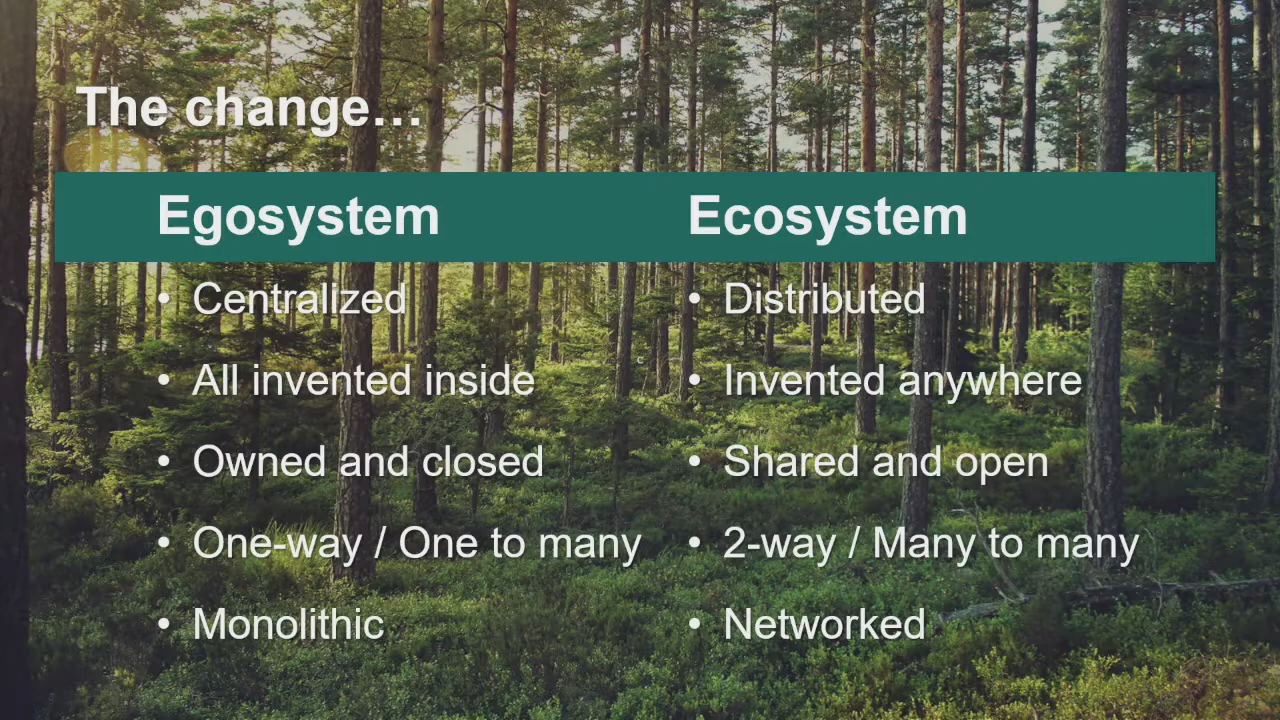 The change…
Egosystem
Ecosystem
• Centralized
• Distributed
• All invented inside
• Invented anywhere
• Owned and closed
• Shared and open
• One-way / One to many
• 2-way / Many to many
• Monolithic
• Networked